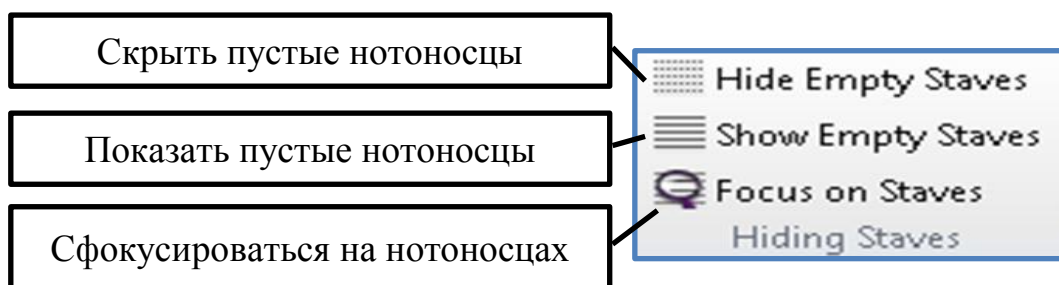 Скрыть пустые нотоносцы
Hide Empty Staves
Показать пустые нотоносцы
Show Empty Staves
Сфокусироваться на нотоносцах
Focus on Staves
Hiding Staves